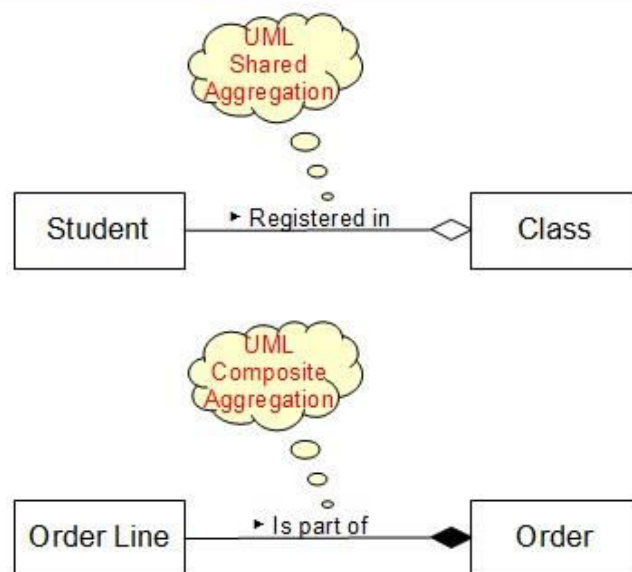 UML
Shared
Aggregation
Student
Registered in
Class
UML
Composite
Aggregation
Order Line
Is part of
Order